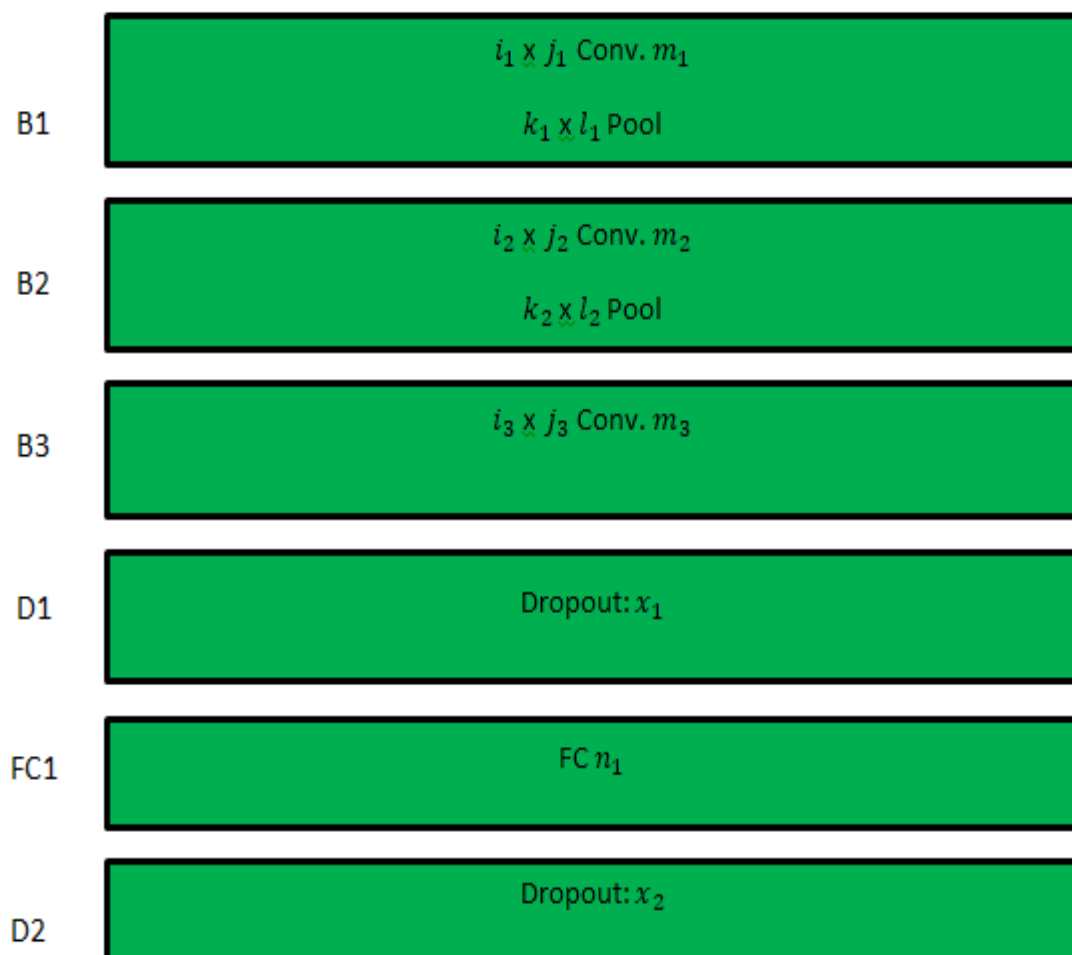 i₁ x j₁ Conv. m₁
B1
k₁ x l₁ Pool
i₂ x j₂ Conv. m₂
B2
k₂ x l₂ Pool
i₃ x j₃ Conv. m₃
B3
D1
Dropout: x₁
FC1
FC n₁
Dropout: x₂
D2